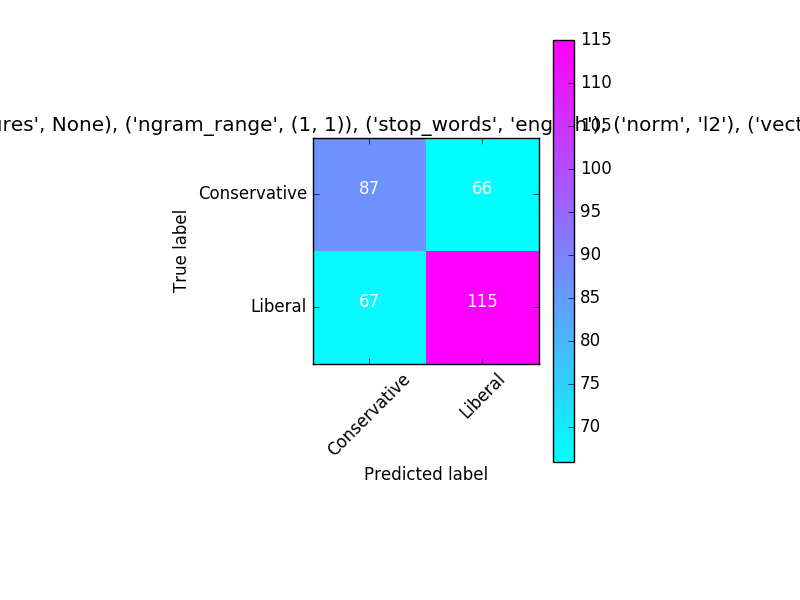 ures', None), ('ngram_range', (1, 1)), ('stop_words', 'english'), ('norm', 'l2'), ('vect
115
110
105
100
95
90
85
80
75
70
True label
Conservative
87
66
Liberal
67
115
Conservative
Liberal
Predicted label